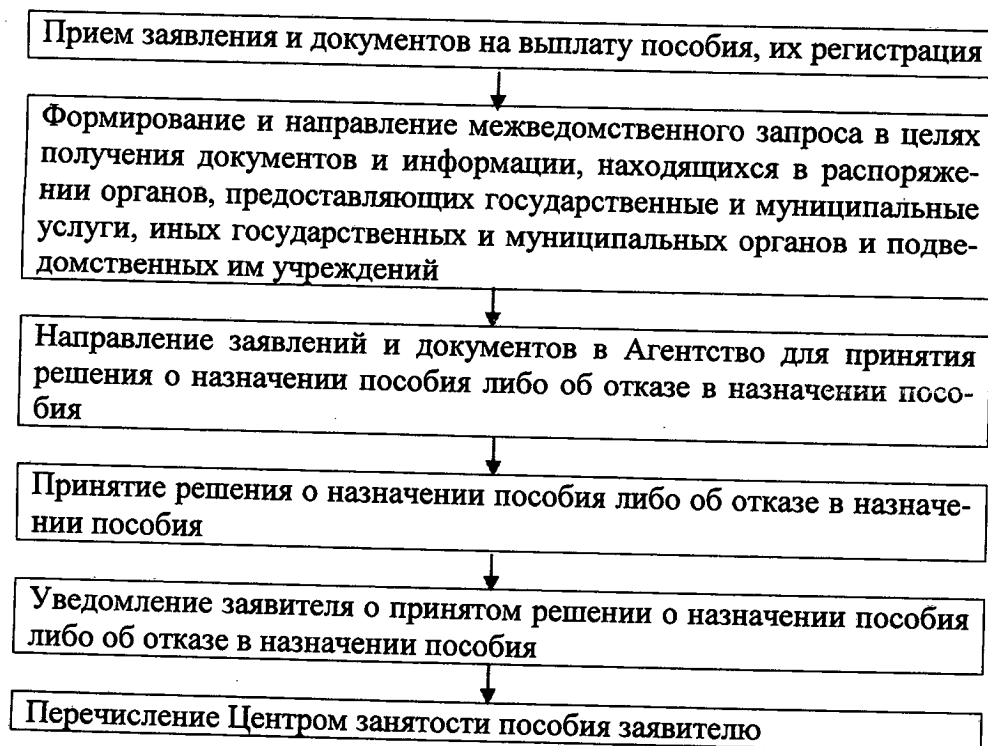 Прием заявления и документов на выплату пособия, их регистрация
Формирование и направление межведомственного запроса в целях
получения документов и информации, находящихся в распоряже-
нии органов, предоставляющих государственные и муниципальные
услуги, иных государственных и муниципальных органов и подве-
домственных им учреждений
Направление заявлений и документов в Агентство для принятия
решения о назначении пособия либо об отказе в назначении посо-
бия
Принятие решения о назначении пособия либо об отказе в назначе-
нии пособия
Уведомление заявителя о принятом решении о назначении пособия
либо об отказе в назначении пособия
Перечисление Центром занятости пособия заявителю